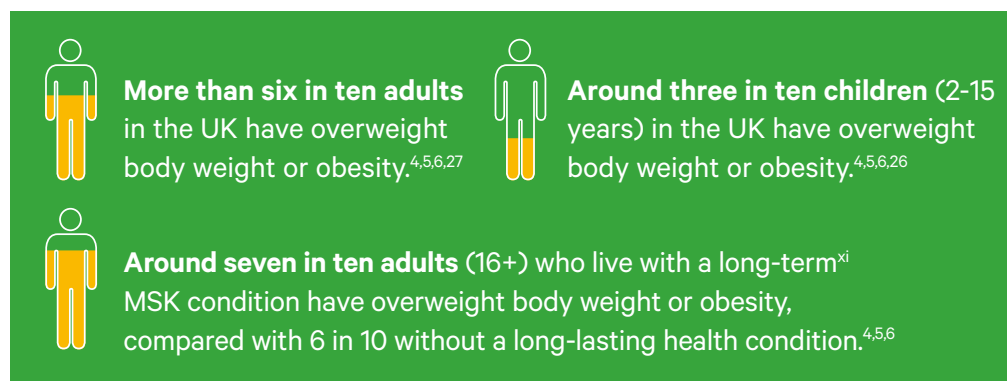 More than six in ten adults
in the UK have overweight
body weight or obesity.4,5,6,27
Around three in ten children (2-15
years) in the UK have overweight
body weight or obesity.4,5,6,26
Around seven in ten adults (16+) who live with a long-termxi
MSK condition have overweight body weight or obesity,
compared with 6 in 10 without a long-lasting health condition.4,5,6